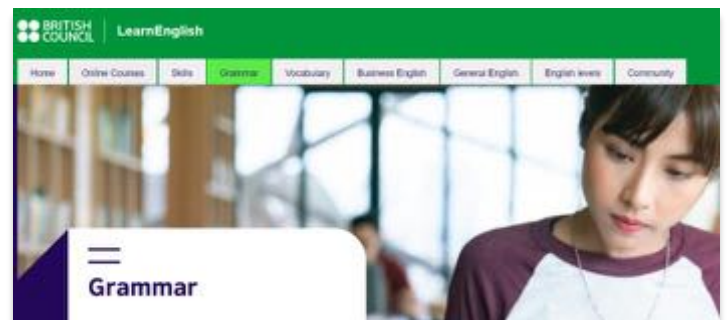 BRITISH
COUNCIL
LearnEnglish
Home Online Courses Skills Grammar Vocabulary Business English General English English levels Community
Grammar